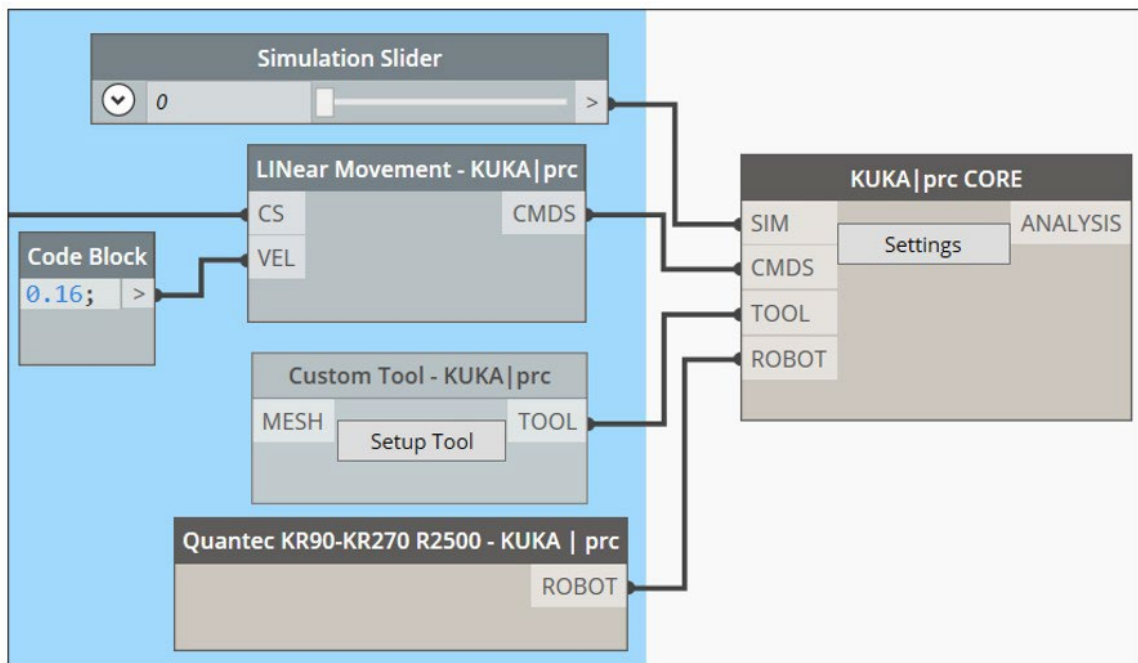 Simulation Slider
0 >
LINear Movement - KUKA|prc
CS CMDS
VEL
Code Block
0.16; >
Custom Tool - KUKA|prc
MESH TOOL
Setup Tool
Quantec KR90-KR270 R2500 - KUKA | prc
ROBOT
KUKA|prc CORE
SIM ANALYSIS
Settings
CMDS
TOOL
ROBOT